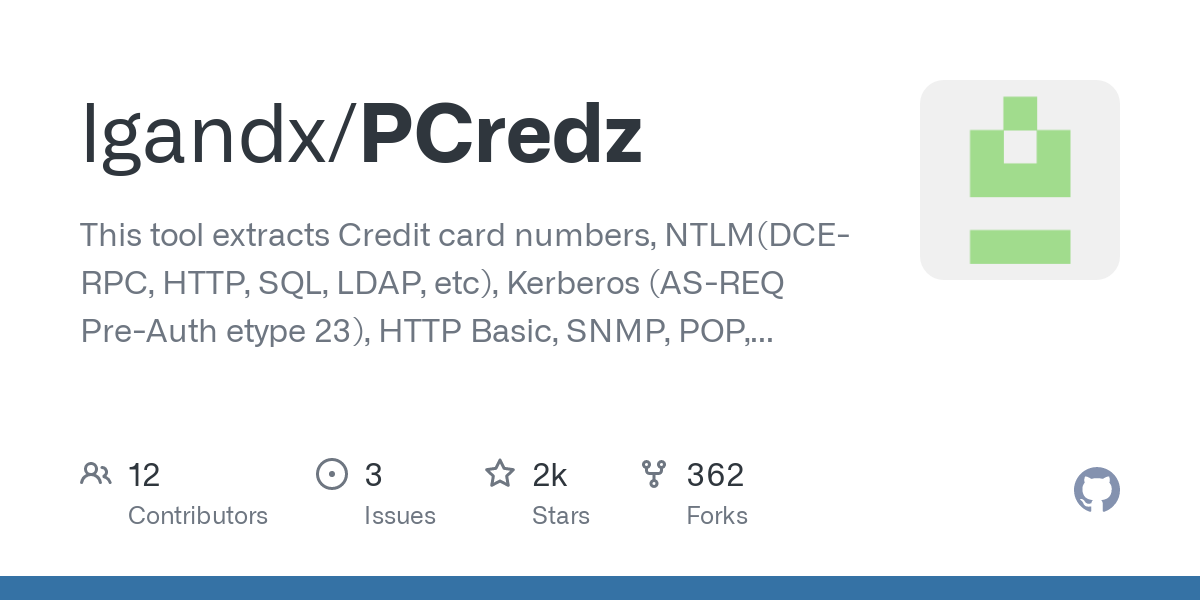 lgandx/PCredz
This tool extracts Credit card numbers, NTLM(DCE-
RPC, HTTP, SQL, LDAP, etc), Kerberos (AS-REQ
Pre-Auth etype 23), HTTP Basic, SNMP, POP,...
12 3 2k 362
Contributors Issues Stars Forks